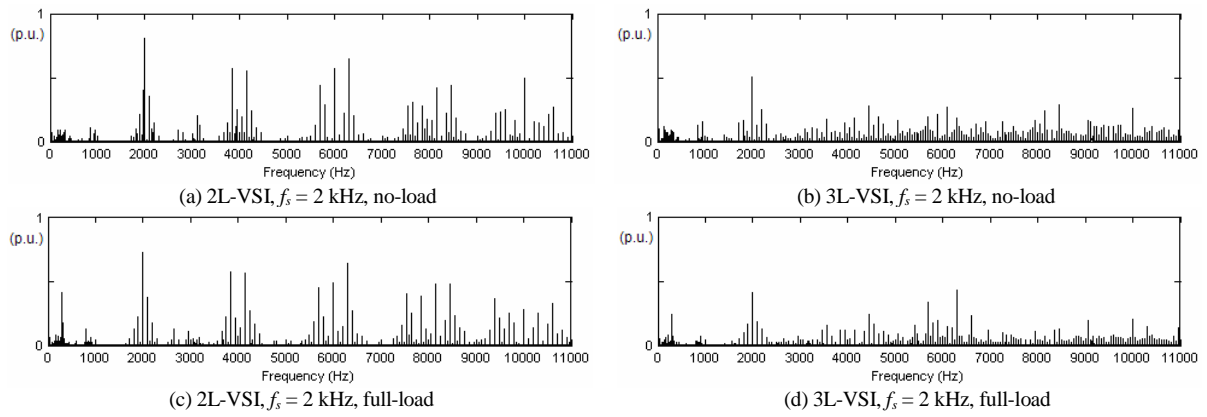 1
(p.u.)
0
0 1000 2000 3000 4000 5000 6000 7000 8000 9000 10000 11000
Frequency (Hz)
(a) 2L-VSI, fs = 2 kHz, no-load
1
(p.u.)
0
0 1000 2000 3000 4000 5000 6000 7000 8000 9000 10000 11000
Frequency (Hz)
(b) 3L-VSI, fs = 2 kHz, no-load
1
(p.u.)
0
0 1000 2000 3000 4000 5000 6000 7000 8000 9000 10000 11000
Frequency (Hz)
(c) 2L-VSI, fs = 2 kHz, full-load
1
(p.u.)
0
0 1000 2000 3000 4000 5000 6000 7000 8000 9000 10000 11000
Frequency (Hz)
(d) 3L-VSI, fs = 2 kHz, full-load